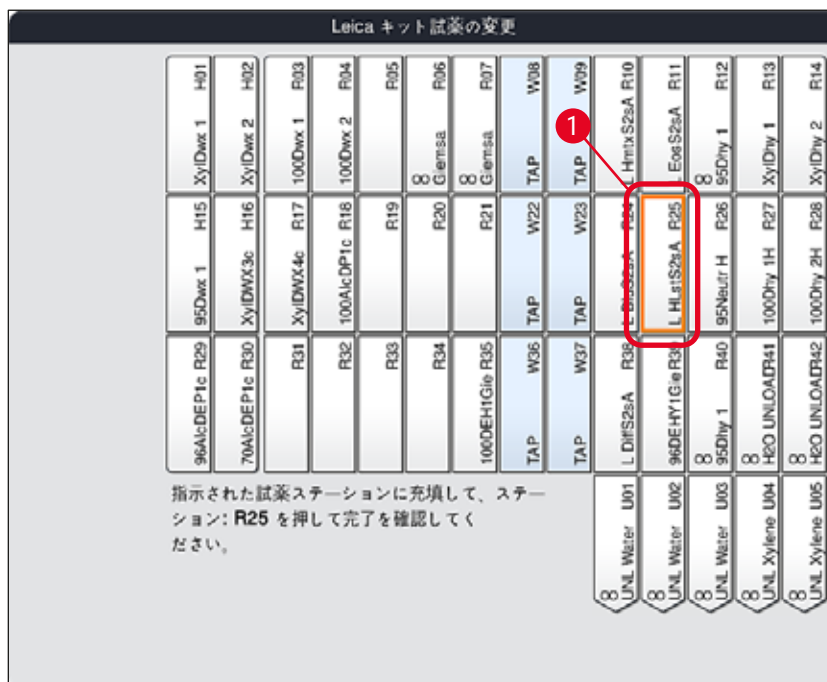 Leica キット試薬の変更
XylDwx 1 H01
XylDwx 2 H02
100Dwx 1 R03
100Dwx 2 R04
R05
∞ Giemsa R06
∞ Giemsa R07
TAP W08
TAP W09
L HmtxS2sA R10
L EosS2sA R11
∞ 95Dhy 1 R12
XylDhy 1 R13
XylDhy 2 R14
1
95Dwx 1 H15
XylDWX3c H16
XylDWX4c R17
100AlcDP1c R18
R19
R20
R21
TAP W22
TAP W23
L BluS2sA R24
L HLstS2sA R25
95Neutr H R26
100Dhy 1H R27
100Dhy 2H R28
96AlcDEP1c R29
70AlcDEP1c R30
R31
R32
R33
R34
100DEH1Gie R35
TAP W36
TAP W37
L DiffS2sA R38
96DEHY1Gie R39
∞ 95Dhy 1 R40
∞ H2O UNLOAD R41
∞ H2O UNLOAD R42
指示された試薬ステーションに充填して、ステー
ション: R25 を押して完了を確認してく
ださい。
∞ UNL Water U01
∞ UNL Water U02
∞ UNL Water U03
∞ UNL Xylene U04
∞ UNL Xylene U05